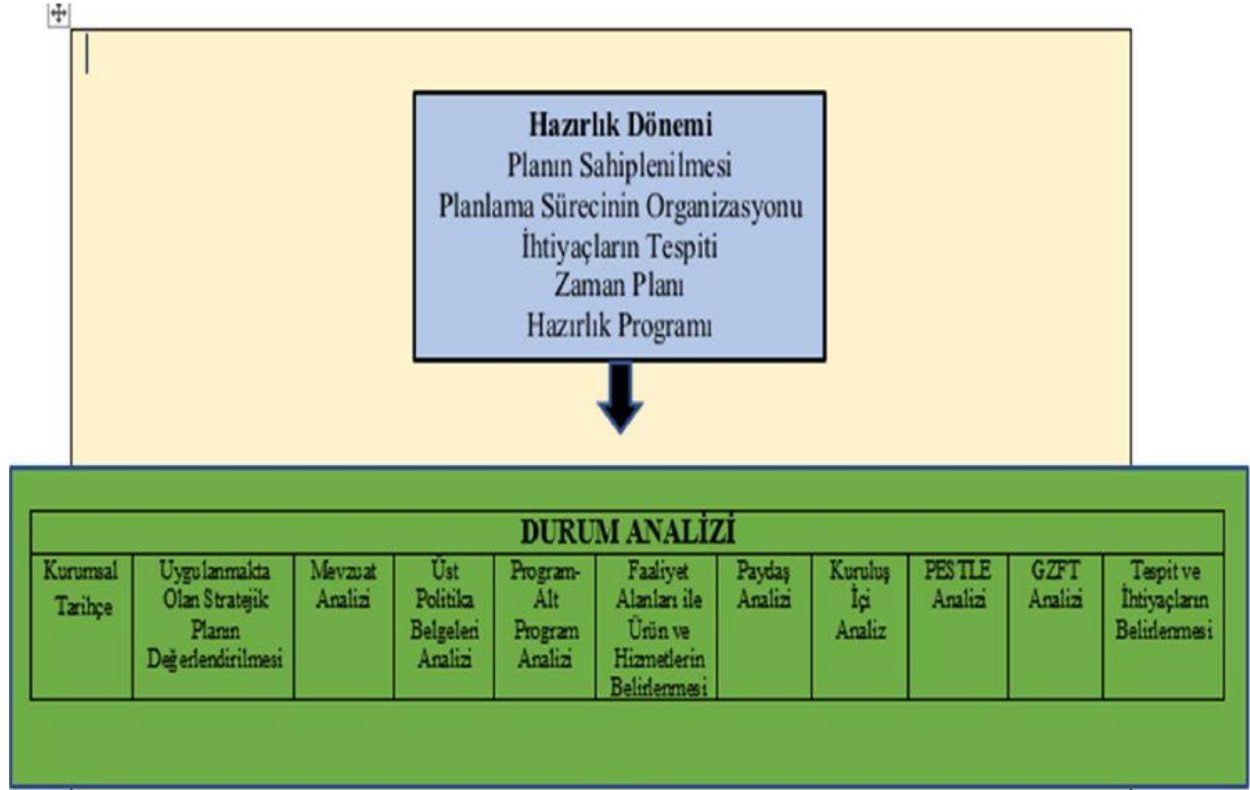 Hazırlık Dönemi
Planın Sahiplenilmesi
Planlama Sürecinin Organizasyonu
İhtiyaçların Tespiti
Zaman Planı
Hazırlık Programı
DURUM ANALİZİ
Kurumsal
Tarihçe
Uygulanmakta
Olan Stratejik
Planın
Değerlendirilmesi
Mevzuat
Analizi
Üst
Politika
Belgeleri
Analizi
Program-
Alt
Program
Analizi
Faaliyet
Alanları ile
Ürün ve
Hizmetlerin
Belirlenmesi
Paydaş
Analizi
Kuruluş
İçi
Analiz
PESTLE
Analizi
GZFT
Analizi
Tespit ve
İhtiyaçların
Belirlenmesi